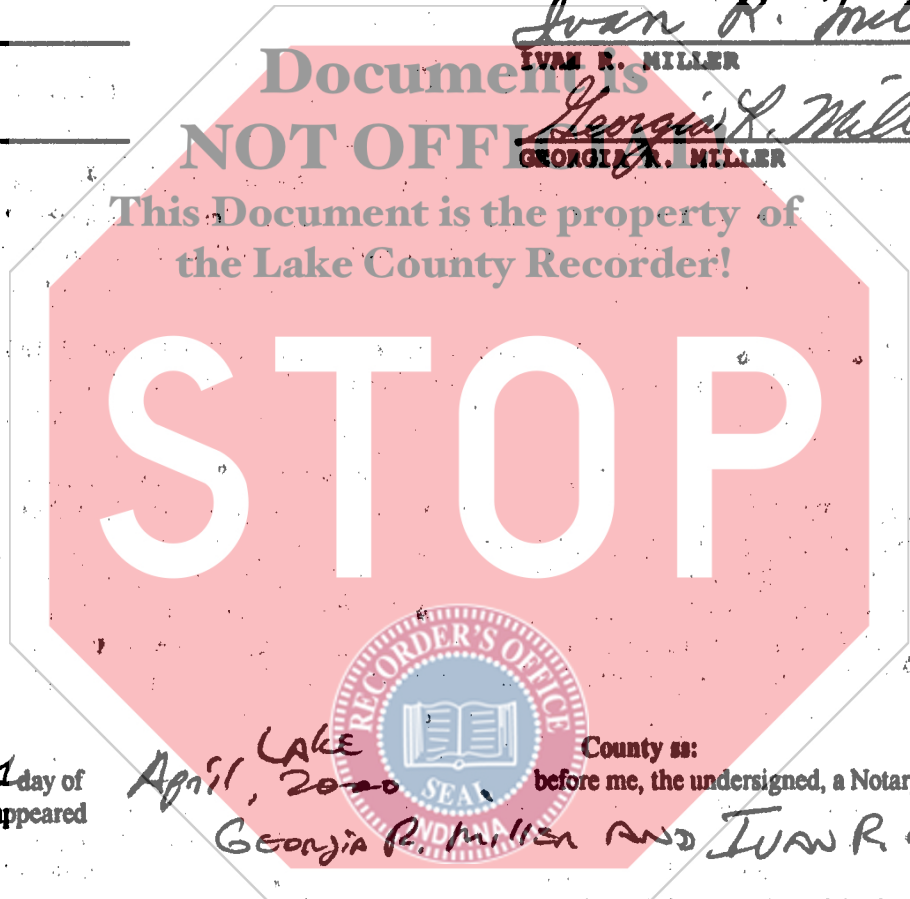 Ivan R. Mil
IVAN R. MILLER
Document is
Georgia R. Mill
NOT OFFICIAL!
GEORGIA R. MILLER
This Document is the property of
the Lake County Recorder!
STOP
RECORDER'S OFFICE
SEAL
INDIANA
LAKE County ss:
day of April, 2000 before me, the undersigned, a Notar
appeared
Georgia R. Miller AND IVAN R